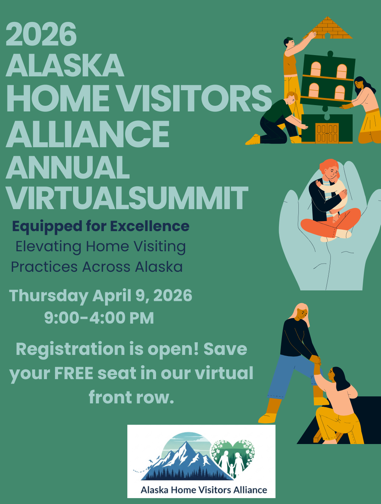 2026
ALASKA
HOME VISITORS
ALLIANCE
ANNUAL
VIRTUALSUMMIT
Equipped for Excellence
Elevating Home Visiting
Practices Across Alaska
Thursday April 9, 2026
9:00-4:00 PM
Registration is open! Save
your FREE seat in our virtual
front row.
Alaska Home Visitors Alliance